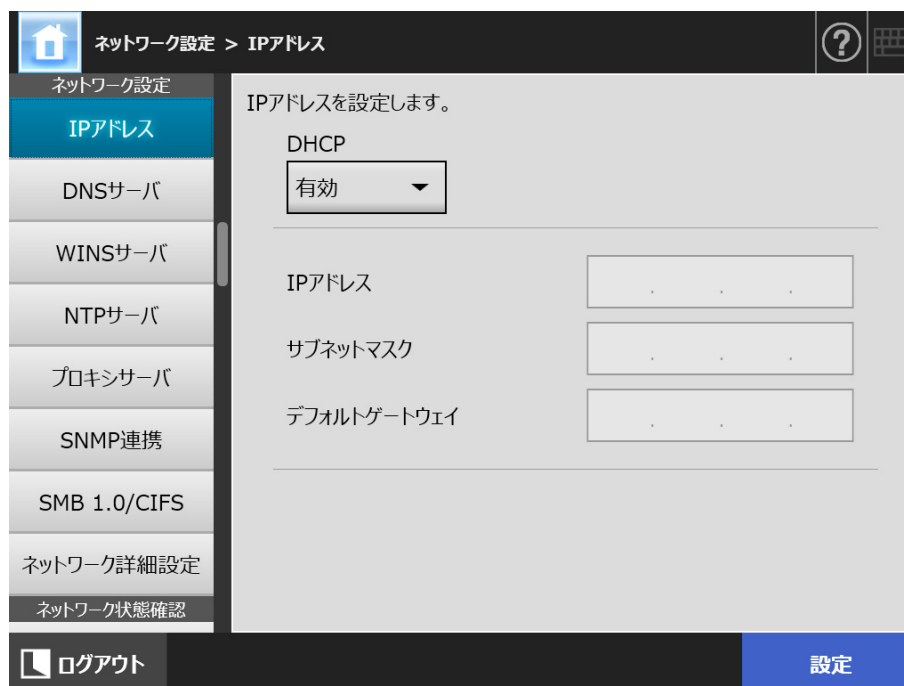 ネットワーク設定 > IPアドレス
?
ネットワーク設定
IPアドレス
DNSサーバ
WINSサーバ
NTPサーバ
プロキシサーバ
SNMP連携
SMB 1.0/CIFS
ネットワーク詳細設定
ネットワーク状態確認
IPアドレスを設定します。
DHCP
有効
IPアドレス
. . .
サブネットマスク
. . .
デフォルトゲートウェイ
. . .
ログアウト
設定